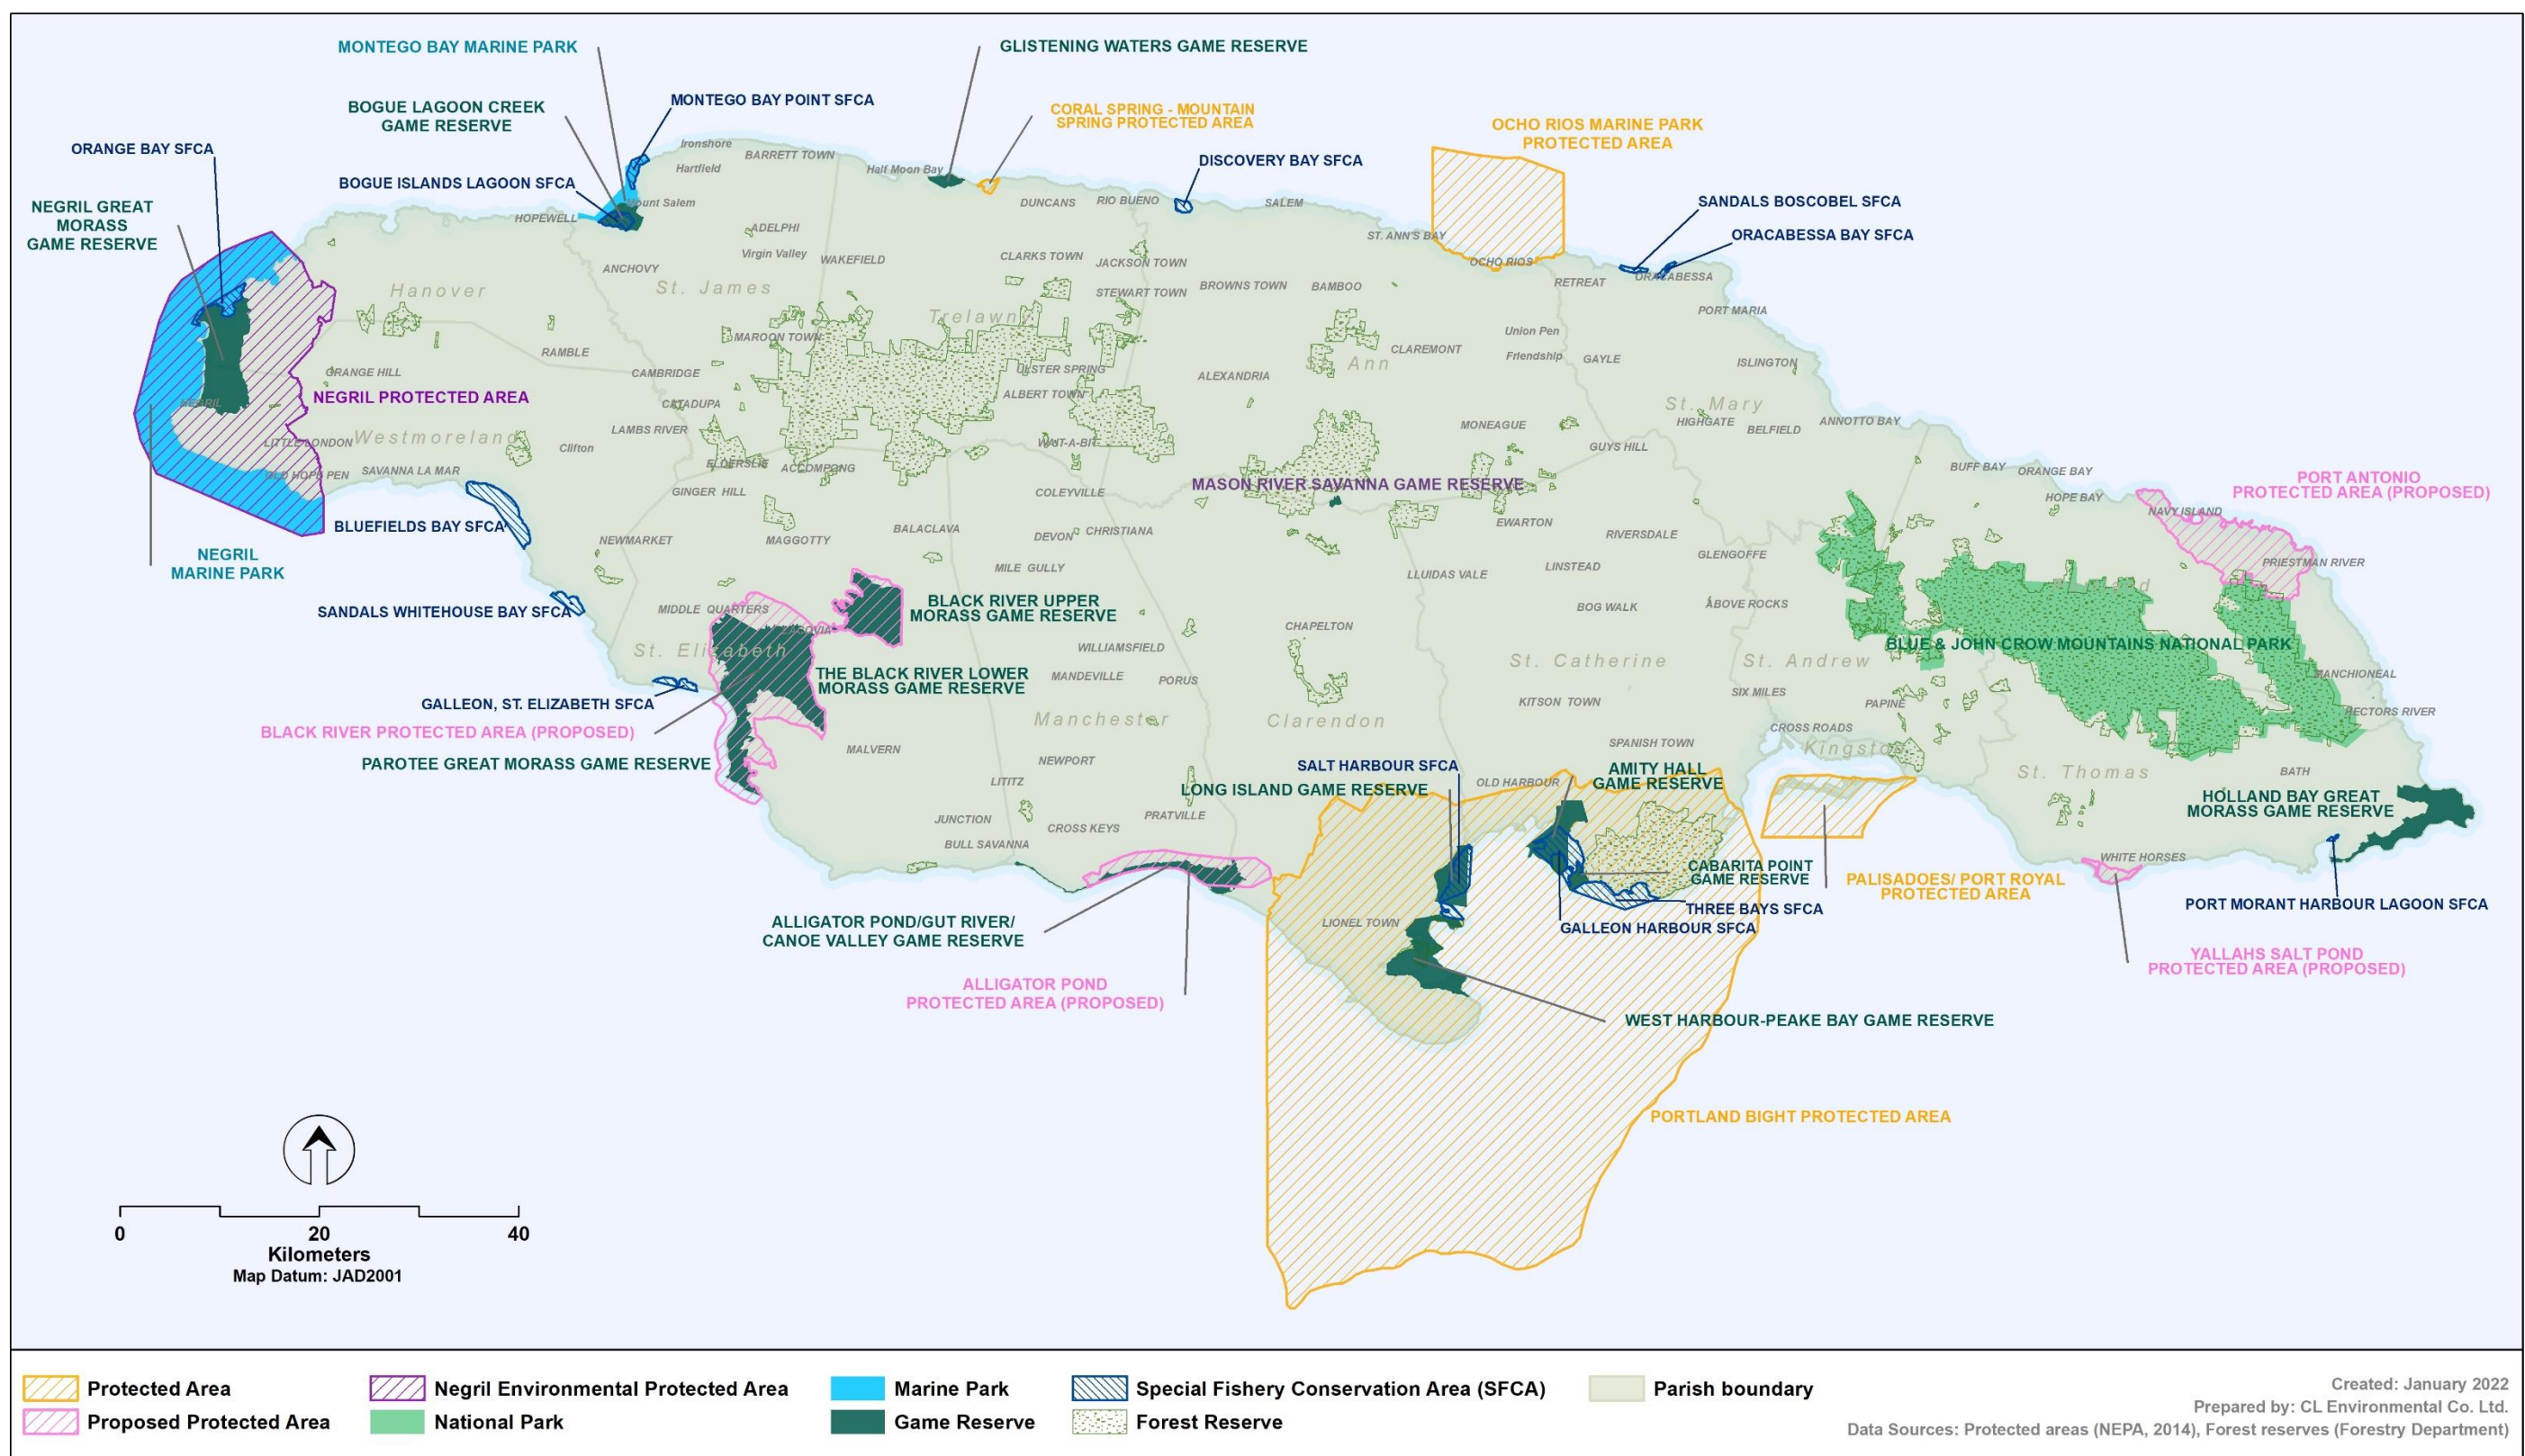 MONTEGO BAY MARINE PARK
GLISTENING WATERS GAME RESERVE
BOGUE LAGOON CREEK
GAME RESERVE
MONTEGO BAY POINT SFCA
CORAL SPRING - MOUNTAIN
SPRING PROTECTED AREA
OCHO RIOS MARINE PARK
PROTECTED AREA
ORANGE BAY SFCA
BOGUE ISLANDS LAGOON SFCA
DISCOVERY BAY SFCA
NEGRIL GREAT
MORASS
GAME RESERVE
SANDALS BOSCOBEL SFCA
ORACABESSA BAY SFCA
Ironshore
BARRETT TOWN
Hartfield
Half Moon Bay
Mount Salem
HOPEWELL
DUNCANS
RIO BUENO
SALEM
ADELPHI
ST. ANN'S BAY
Virgin Valley
WAKEFIELD
CLARKS TOWN
JACKSON TOWN
OCHO RIOS
ANCHOVY
ORACABESSA
Hanover
St. James
STEWART TOWN
BROWNS TOWN
BAMBOO
RETREAT
PORT MARIA
Trelawny
MAROON TOWN
Union Pen
RAMBLE
CLAREMONT
Friendship
GAYLE
St. Ann
ISLINGTON
GRANGE HILL
CAMBRIDGE
ULSTER SPRING
ALEXANDRIA
NEGRIL PROTECTED AREA
NEGRIL
CATADUPA
ALBERT TOWN
St. Mary
HIGHGATE
BELFIELD
ANNOTTO BAY
LITTLE LONDON
Westmoreland
LAMBS RIVER
Clifton
WAIT-A-BIT
MONEAGUE
GUYS HILL
OLD HOPE PEN
SAVANNA LA MAR
ELDERSLIE
ACCOMPONG
BUFF BAY
ORANGE BAY
PORT ANTONIO
PROTECTED AREA (PROPOSED)
GINGER HILL
COLEYVILLE
MASON RIVER SAVANNA GAME RESERVE
HOPE BAY
NAVY ISLAND
BLUEFIELDS BAY SFCA
NEWMARKET
MAGGOTTY
BALACLAVA
DEVON
CHRISTIANA
EWARTON
RIVERSDALE
GLENGOFFE
NEGRIL
MARINE PARK
MILE GULLY
LLUIDAS VALE
LINSTEAD
PRIESTMAN RIVER
SANDALS WHITEHOUSE BAY SFCA
MIDDLE QUARTERS
BLACK RIVER UPPER
MORASS GAME RESERVE
BOG WALK
ABOVE ROCKS
CHAPELTON
St. Elizabeth
WILLIAMSFIELD
BLUE & JOHN CROW MOUNTAINS NATIONAL PARK
THE BLACK RIVER LOWER
MORASS GAME RESERVE
MANDEVILLE
PORUS
St. Catherine
St. Andrew
MANCHIONEAL
GALLEON, ST. ELIZABETH SFCA
KITSON TOWN
SIX MILES
PAPINE
HECTORS RIVER
BLACK RIVER PROTECTED AREA (PROPOSED)
Manchester
Clarendon
CROSS ROADS
PAROTEE GREAT MORASS GAME RESERVE
MALVERN
NEWPORT
SPANISH TOWN
Kingston
SALT HARBOUR SFCA
AMITY HALL
GAME RESERVE
St. Thomas
BATH
LITITZ
LONG ISLAND GAME RESERVE
OLD HARBOUR
HOLLAND BAY GREAT
MORASS GAME RESERVE
JUNCTION
CROSS KEYS
PRATVILLE
BULL SAVANNA
CABARITA POINT
GAME RESERVE
WHITE HORSES
PALISADOES/ PORT ROYAL
PROTECTED AREA
PORT MORANT HARBOUR LAGOON SFCA
THREE BAYS SFCA
ALLIGATOR POND/GUT RIVER/
CANOE VALLEY GAME RESERVE
LIONEL TOWN
GALLEON HARBOUR SFCA
YALLAHS SALT POND
PROTECTED AREA (PROPOSED)
ALLIGATOR POND
PROTECTED AREA (PROPOSED)
WEST HARBOUR-PEAKE BAY GAME RESERVE
PORTLAND BIGHT PROTECTED AREA
0 20 40
Kilometers
Map Datum: JAD2001
Protected Area
Negril Environmental Protected Area
Marine Park
Special Fishery Conservation Area (SFCA)
Parish boundary
Proposed Protected Area
National Park
Game Reserve
Forest Reserve
Created: January 2022
Prepared by: CL Environmental Co. Ltd.
Data Sources: Protected areas (NEPA, 2014), Forest reserves (Forestry Department)